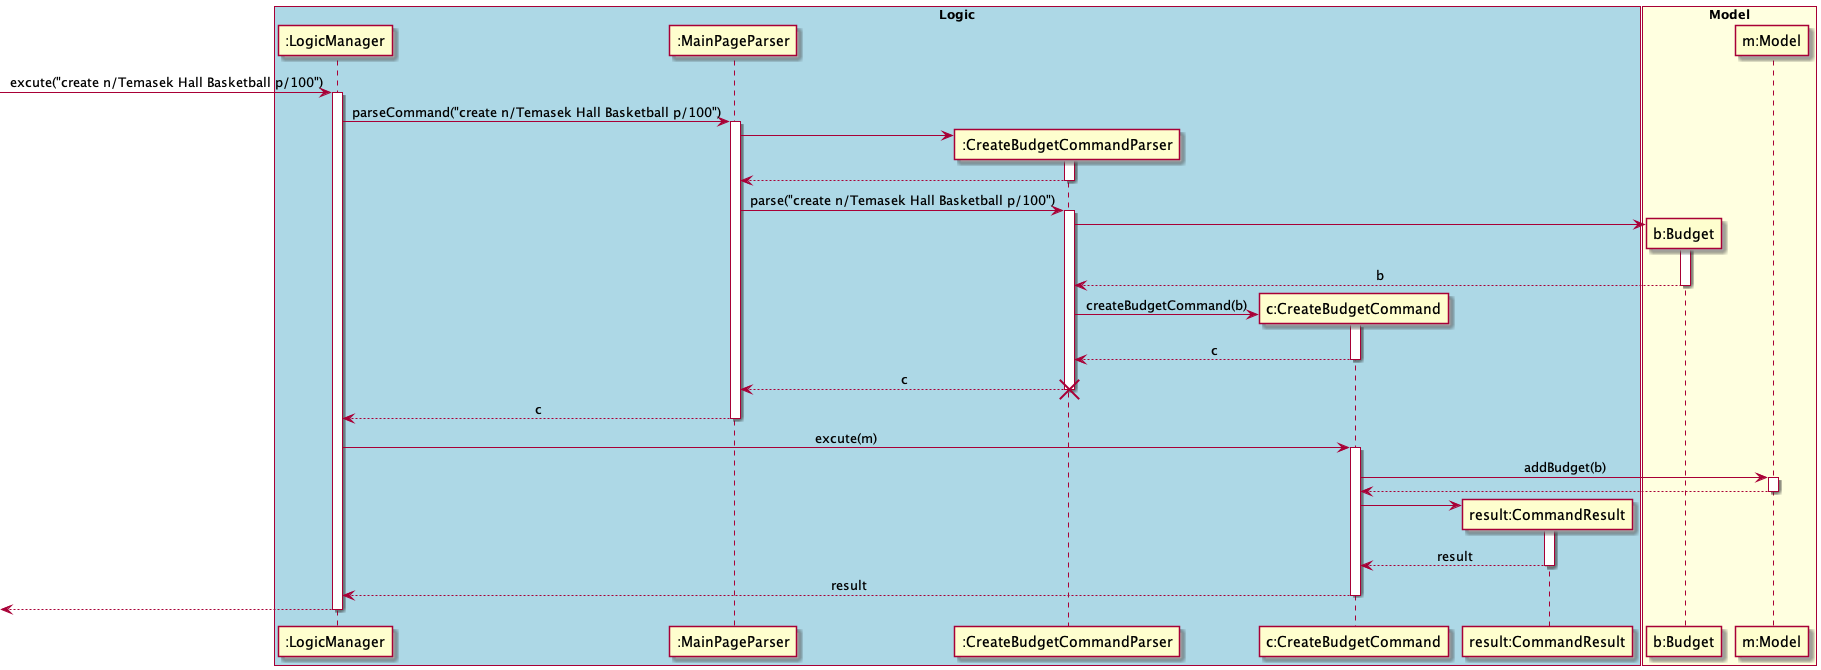 Logic
Model
:LogicManager
:MainPageParser
m:Model
excute("create n/Temasek Hall Basketball p/100")
parseCommand("create n/Temasek Hall Basketball p/100")
:CreateBudgetCommandParser
parse("create n/Temasek Hall Basketball p/100")
b:Budget
b
createBudgetCommand(b)
c:CreateBudgetCommand
c
c
c
excute(m)
addBudget(b)
result:CommandResult
result
result
:LogicManager
:MainPageParser
:CreateBudgetCommandParser
c:CreateBudgetCommand
result:CommandResult
b:Budget
m:Model